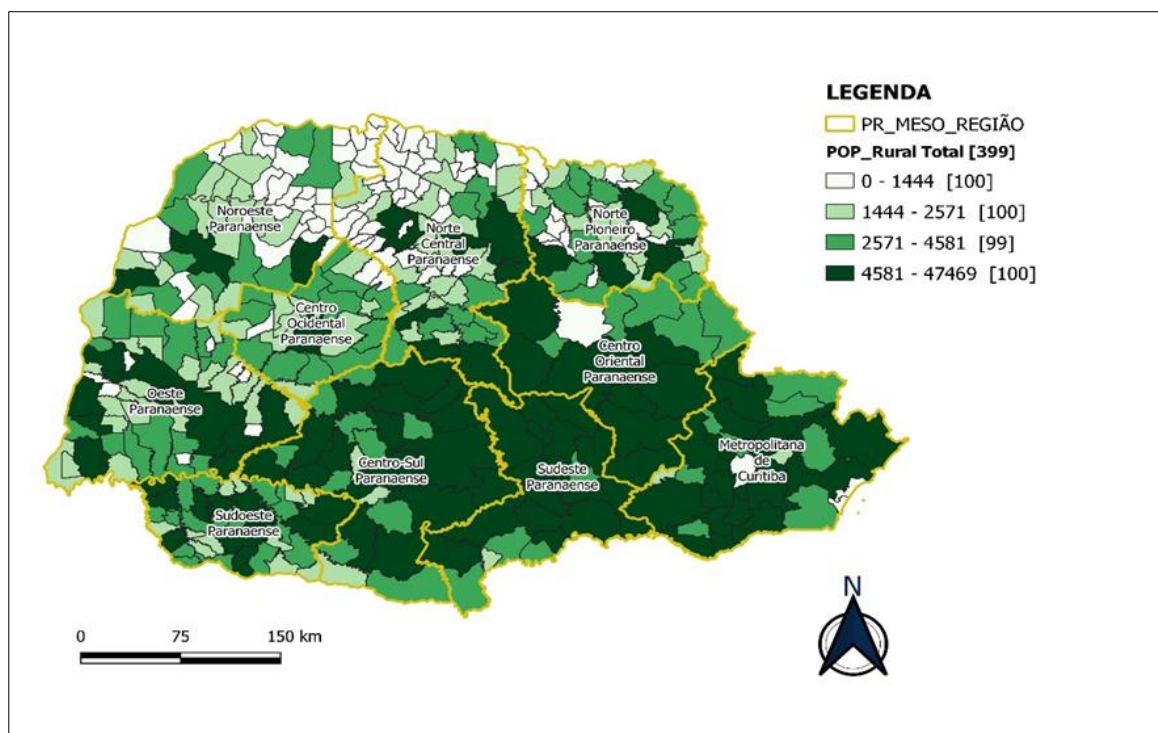 LEGENDA
PR_MESO_REGIÃO
POP_Rural Total [399]
0 - 1444 [100]
1444 - 2571 [100]
2571 - 4581 [99]
4581 - 47469 [100]
Noroeste
Paranaense
Norte
Central
Paranaense
Norte
Pioneiro
Paranaense
Centro
Ocidental
Paranaense
Centro
Oriental
Paranaense
Oeste
Paranaense
Centro-Sul
Paranaense
Sudeste
Paranaense
Metropolitana
de
Curitiba
Sudoeste
Paranaense
N
0 75 150 km